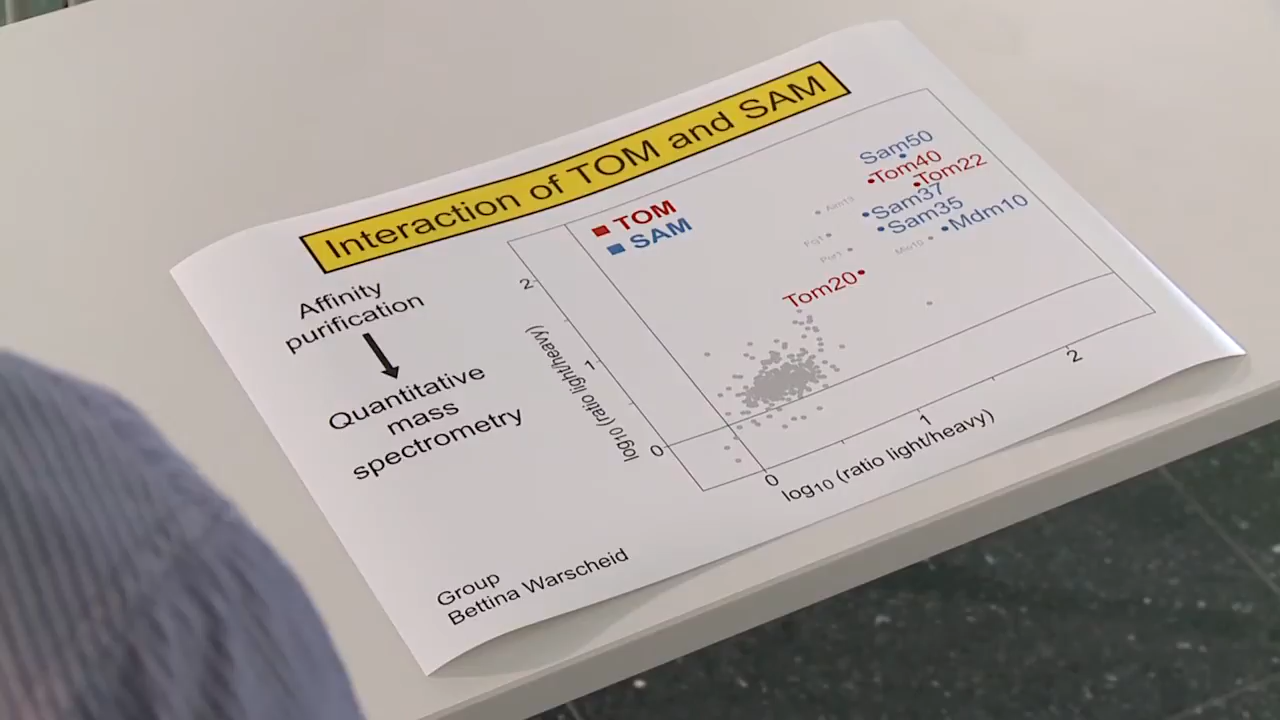 Interaction of TOM and SAM
Affinity
purification
Quantitative
mass
spectrometry
Group
Bettina Warscheid
TOM
SAM
Sam50
Tom40
Tom22
Sam37
Sam35
Mdm10
Tom20
2
1
0
log10 (ratio light/heavy)
0
1
2
log10 (ratio light/heavy)